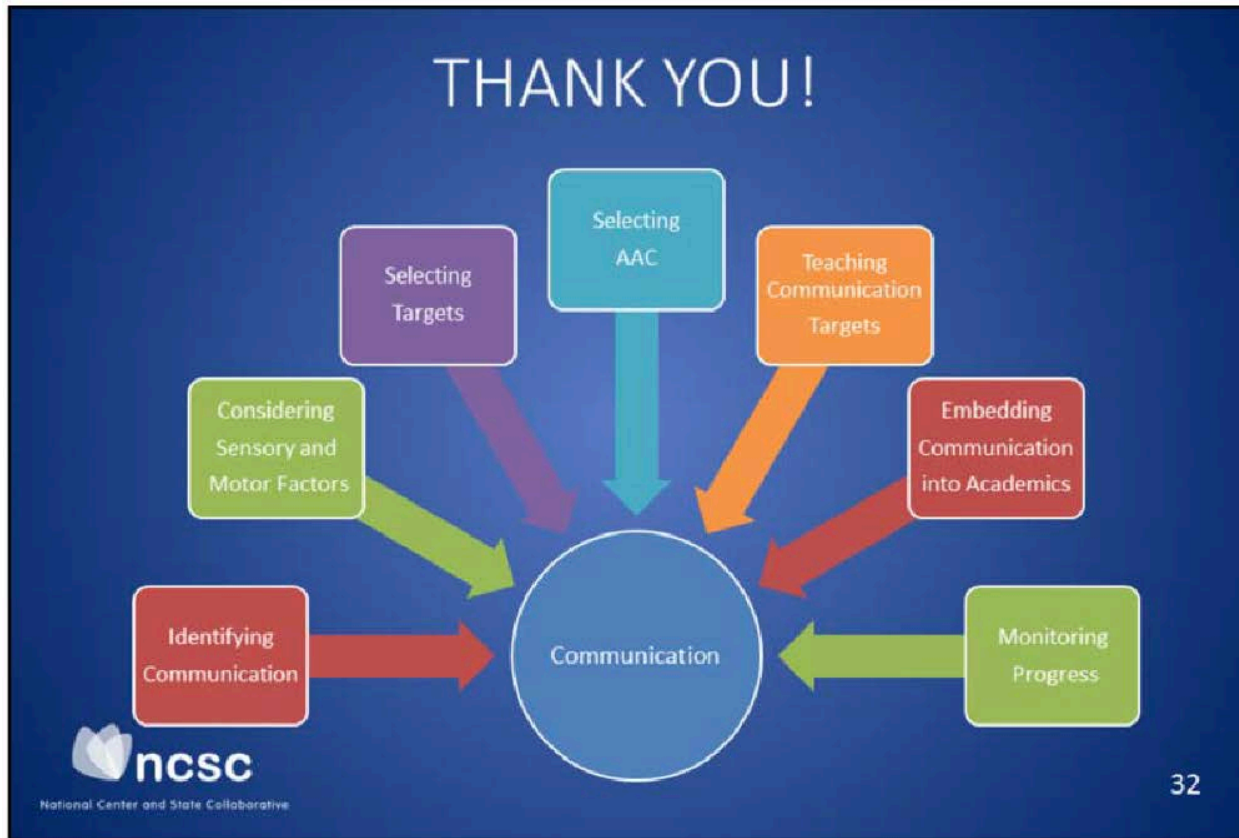 THANK YOU!
Selecting
AAC
Selecting
Targets
Teaching
Communication
Targets
Considering
Sensory and
Motor Factors
Embedding
Communication
into Academics
Identifying
Communication
Communication
Monitoring
Progress
ncsc
National Center and State Collaborative
32